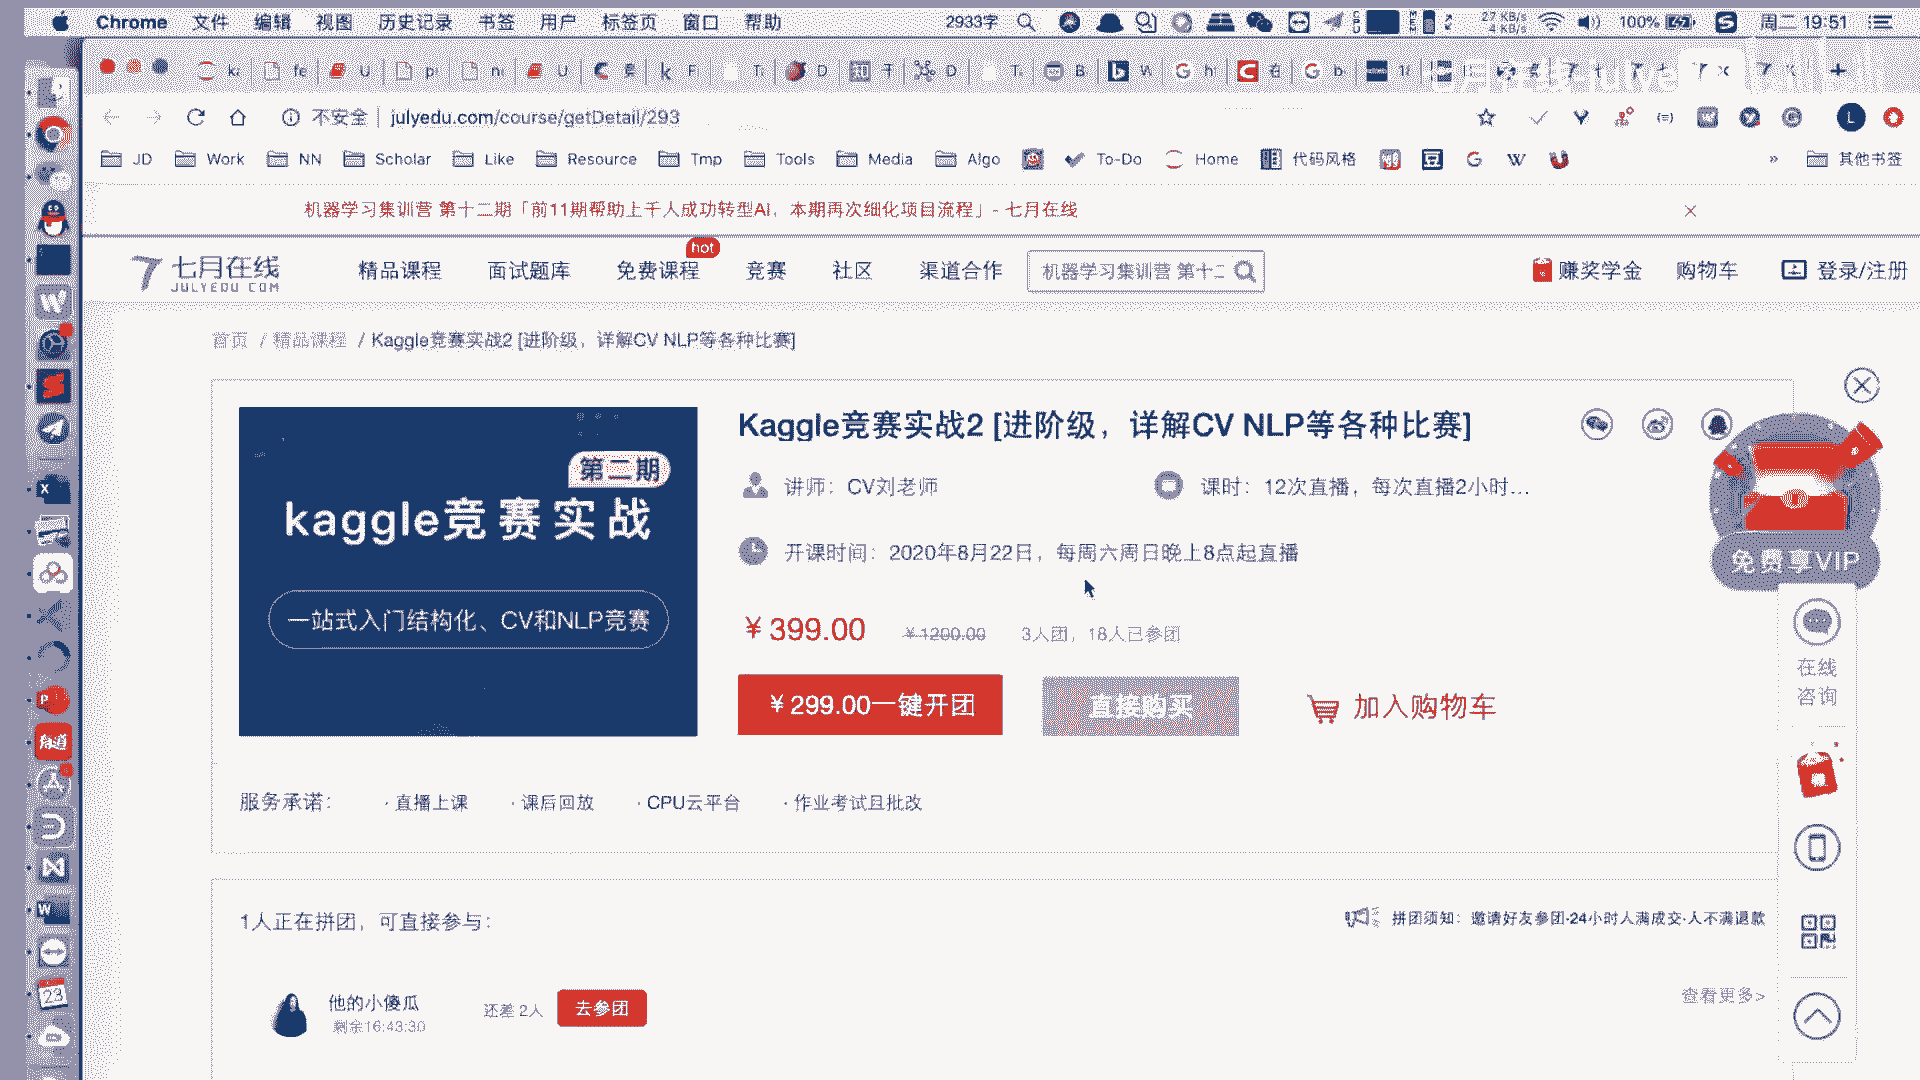 Chrome 文件 编辑 视图 历史记录 书签 用户 标签页 窗口 帮助 2933字 27 KB/s 4 KB/s 100% 周二 19:51
不安全 julyedu.com/course/getDetail/293
JD Work NN Scholar Like Resource Tmp Tools Media Algo To-Do Home 代码风格 » 其他书签
机器学习集训营 第十二期「前11期帮助上千人成功转型AI，本期再次细化项目流程」- 七月在线
七月在线 JULYEDU.COM 精品课程 面试题库 免费课程 hot 竞赛 社区 渠道合作 机器学习集训营 第十二 赚奖学金 购物车 登录/注册
首页 / 精品课程 / Kaggle竞赛实战2 [进阶级，详解CV NLP等各种比赛]
第二期
kaggle竞赛实战
一站式入门结构化、CV和NLP竞赛
Kaggle竞赛实战2 [进阶级，详解CV NLP等各种比赛]
讲师：CV刘老师 课时：12次直播，每次直播2小时...
开课时间：2020年8月22日，每周六周日晚上8点起直播
¥399.00 ¥1200.00 3人团，18人已参团
¥299.00一键开团 直接购买 加入购物车
免费享VIP
在线
咨询
服务承诺： · 直播上课 · 课后回放 · CPU云平台 · 作业考试且批改
1人正在拼团，可直接参与： 拼团须知：邀请好友参团·24小时人满成交·人不满退款
查看更多>
他的小傻瓜 还差 2人 去参团
剩余16:43:30
23